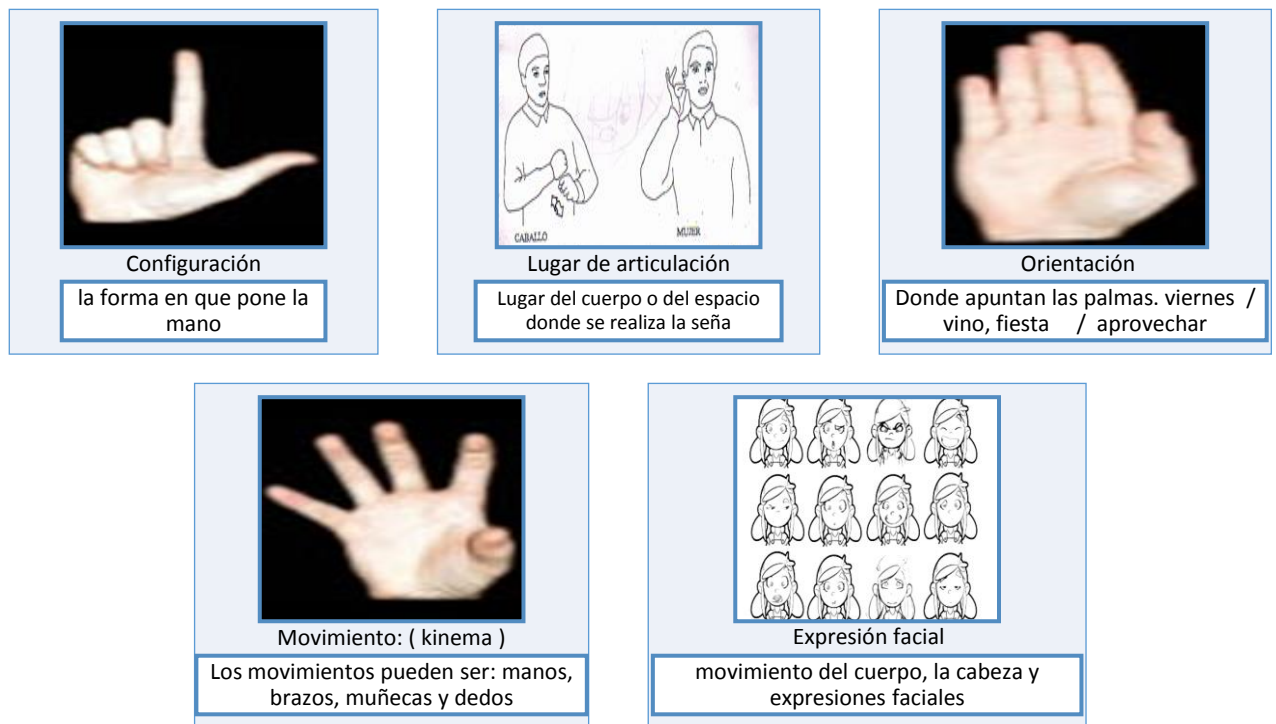 CABALLO
MUJER
Configuración
la forma en que pone la
mano
Lugar de articulación
Lugar del cuerpo o del espacio
donde se realiza la seña
Orientación
Donde apuntan las palmas. viernes /
vino, fiesta / aprovechar
Movimiento: ( kinema )
Los movimientos pueden ser: manos,
brazos, muñecas y dedos
Expresión facial
movimiento del cuerpo, la cabeza y
expresiones faciales